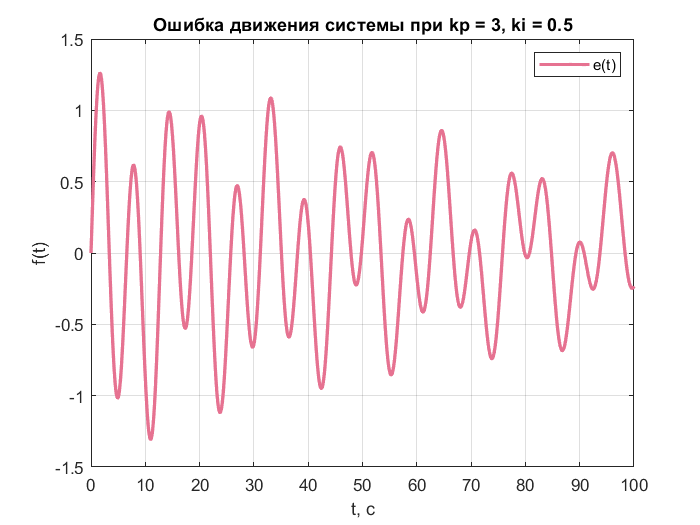 Ошибка движения системы при kp = 3, ki = 0.5
e(t)
f(t)
1.5
1
0.5
0
-0.5
-1
-1.5
0 10 20 30 40 50 60 70 80 90 100
t, c